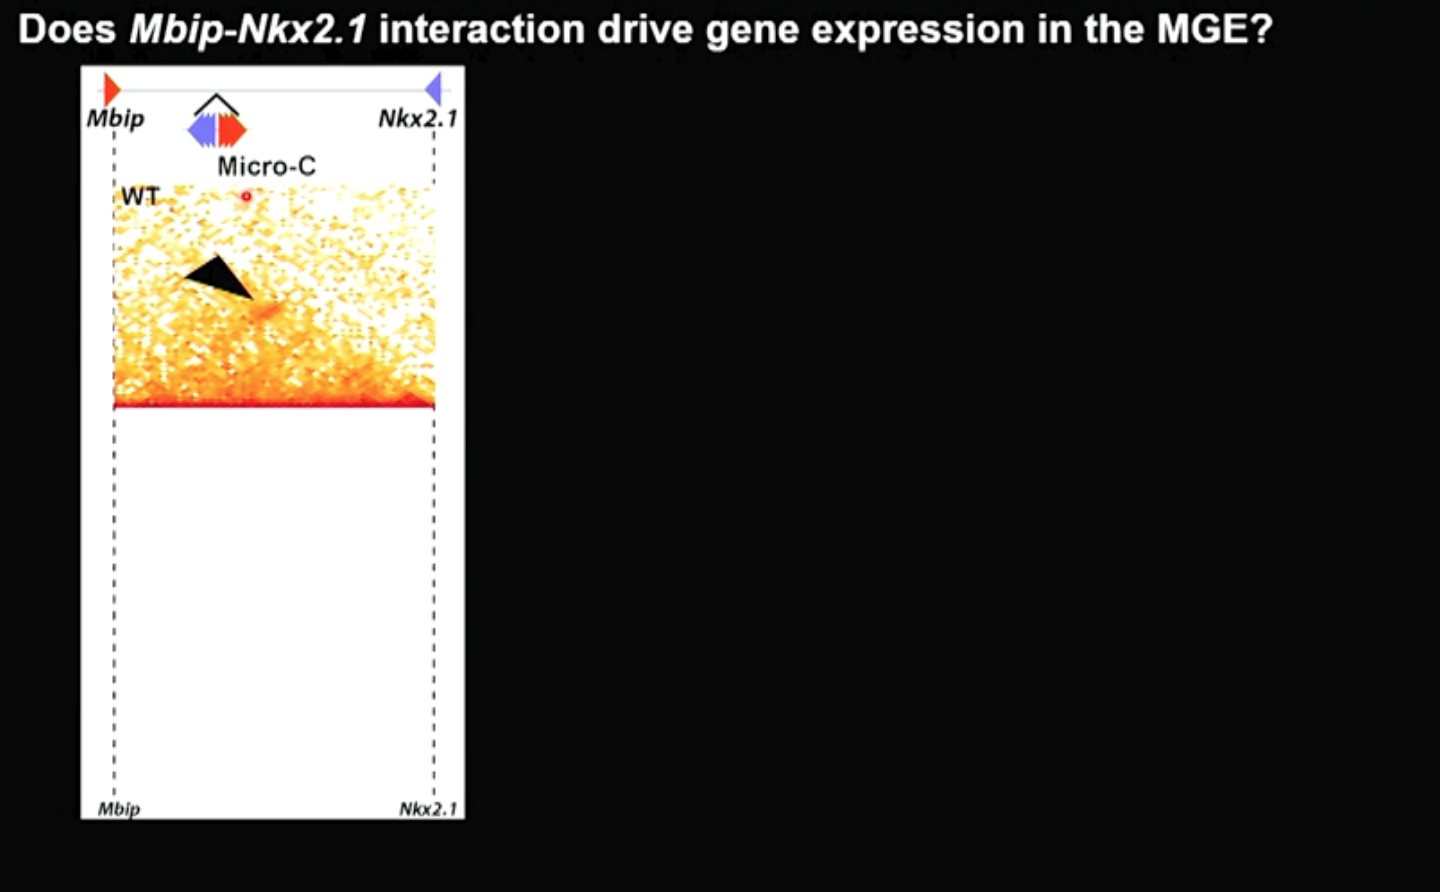 Does Mbip-Nkx2.1 interaction drive gene expression in the MGE?
Mbip Nkx2.1
Micro-C
WT
Mbip Nkx2.1